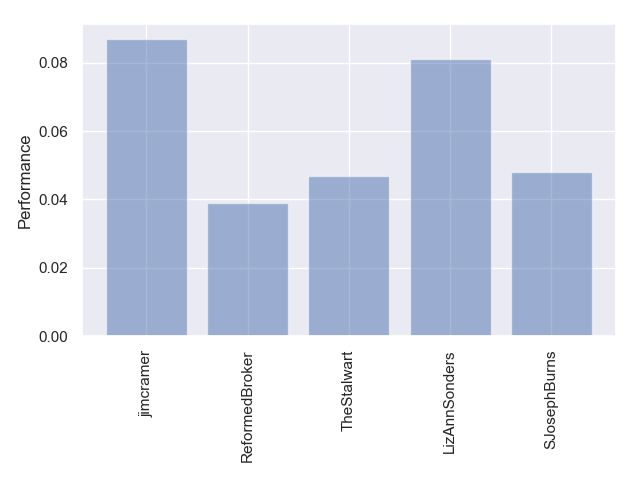 0.08
0.06
0.04
0.02
0.00
Performance
jimcramer
ReformedBroker
TheStalwart
LizAnnSonders
SJosephBurns